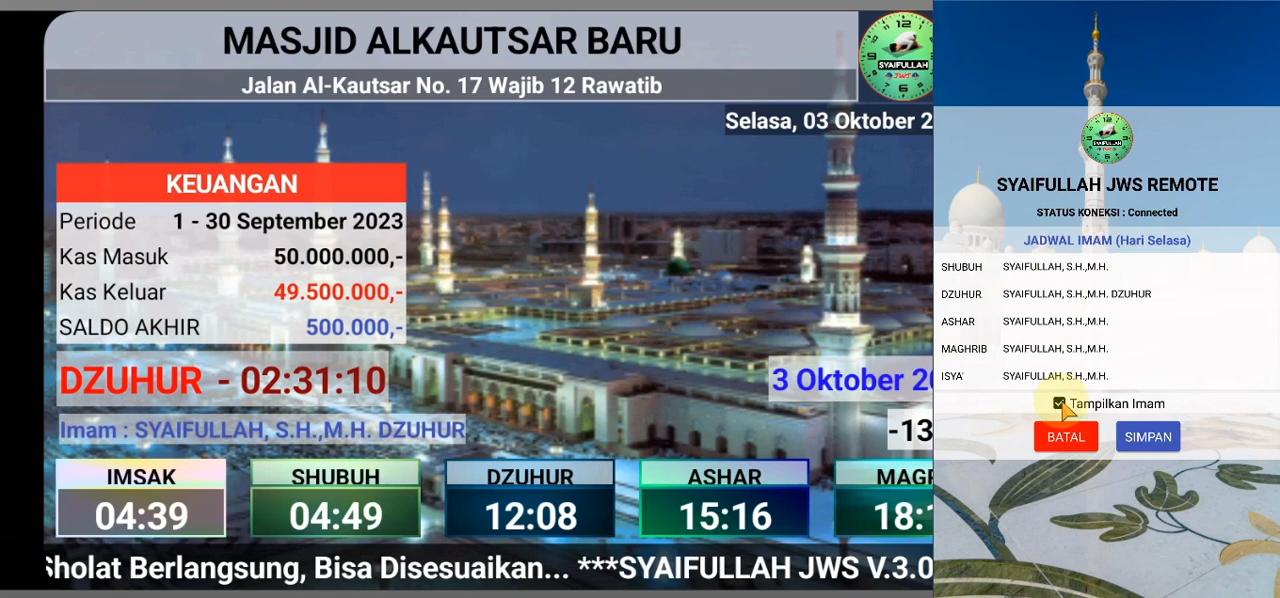 MASJID ALKAUTSAR BARU
Jalan Al-Kautsar No. 17 Wajib 12 Rawatib
12
9
SYAIFULLAH
JWS
6
Selasa, 03 Oktober 2
KEUANGAN
Periode 1 - 30 September 2023
Kas Masuk 50.000.000,-
Kas Keluar 49.500.000,-
SALDO AKHIR 500.000,-
DZUHUR - 02:31:10
3 Oktober 20
Imam : SYAIFULLAH, S.H.,M.H. DZUHUR
-13
IMSAK
04:39
SHUBUH
04:49
DZUHUR
12:08
ASHAR
15:16
MAGR
18:1
Sholat Berlangsung, Bisa Disesuaikan... ***SYAIFULLAH JWS V.3.0
SYAIFULLAH
SYAIFULLAH JWS REMOTE
STATUS KONEKSI : Connected
JADWAL IMAM (Hari Selasa)
SHUBUH SYAIFULLAH, S.H.,M.H.
DZUHUR SYAIFULLAH, S.H.,M.H. DZUHUR
ASHAR SYAIFULLAH, S.H.,M.H.
MAGHRIB SYAIFULLAH, S.H.,M.H.
ISYA' SYAIFULLAH, S.H.,M.H.
Tampilkan Imam
BATAL SIMPAN